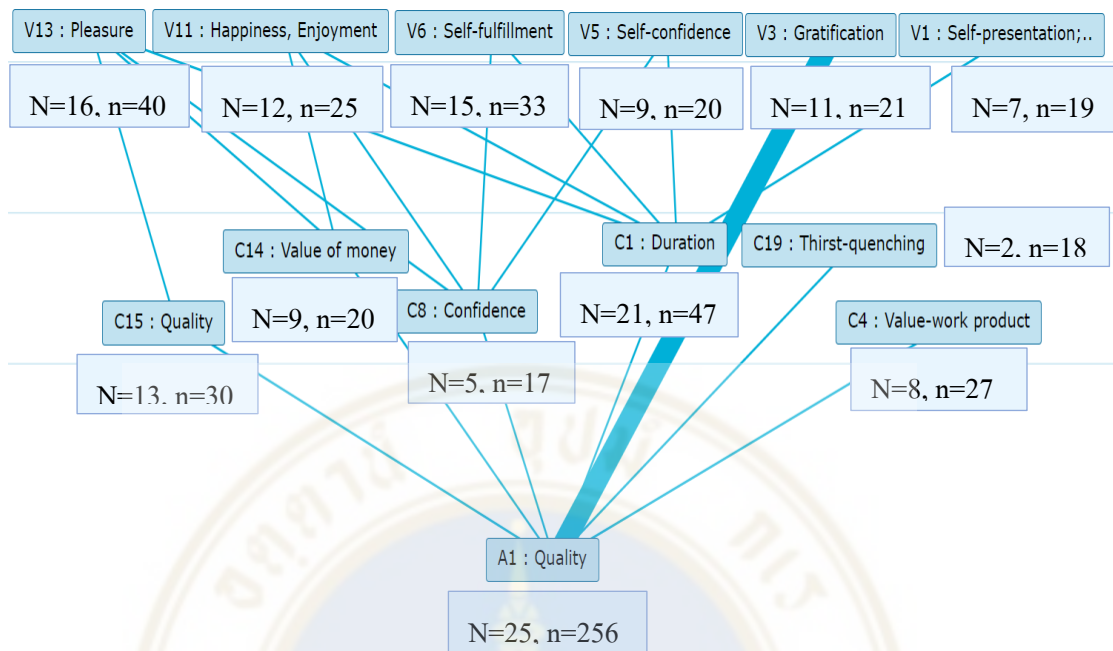 V13 : Pleasure
V11 : Happiness, Enjoyment
V6 : Self-fulfillment
V5 : Self-confidence
V3 : Gratification
V1 : Self-presentation;..
N=16, n=40
N=12, n=25
N=15, n=33
N=9, n=20
N=11, n=21
N=7, n=19
C14 : Value of money
C1 : Duration
C19 : Thirst-quenching
N=2, n=18
C15 : Quality
N=9, n=20
C8 : Confidence
N=21, n=47
C4 : Value-work product
N=13, n=30
N=5, n=17
N=8, n=27
A1 : Quality
N=25, n=256